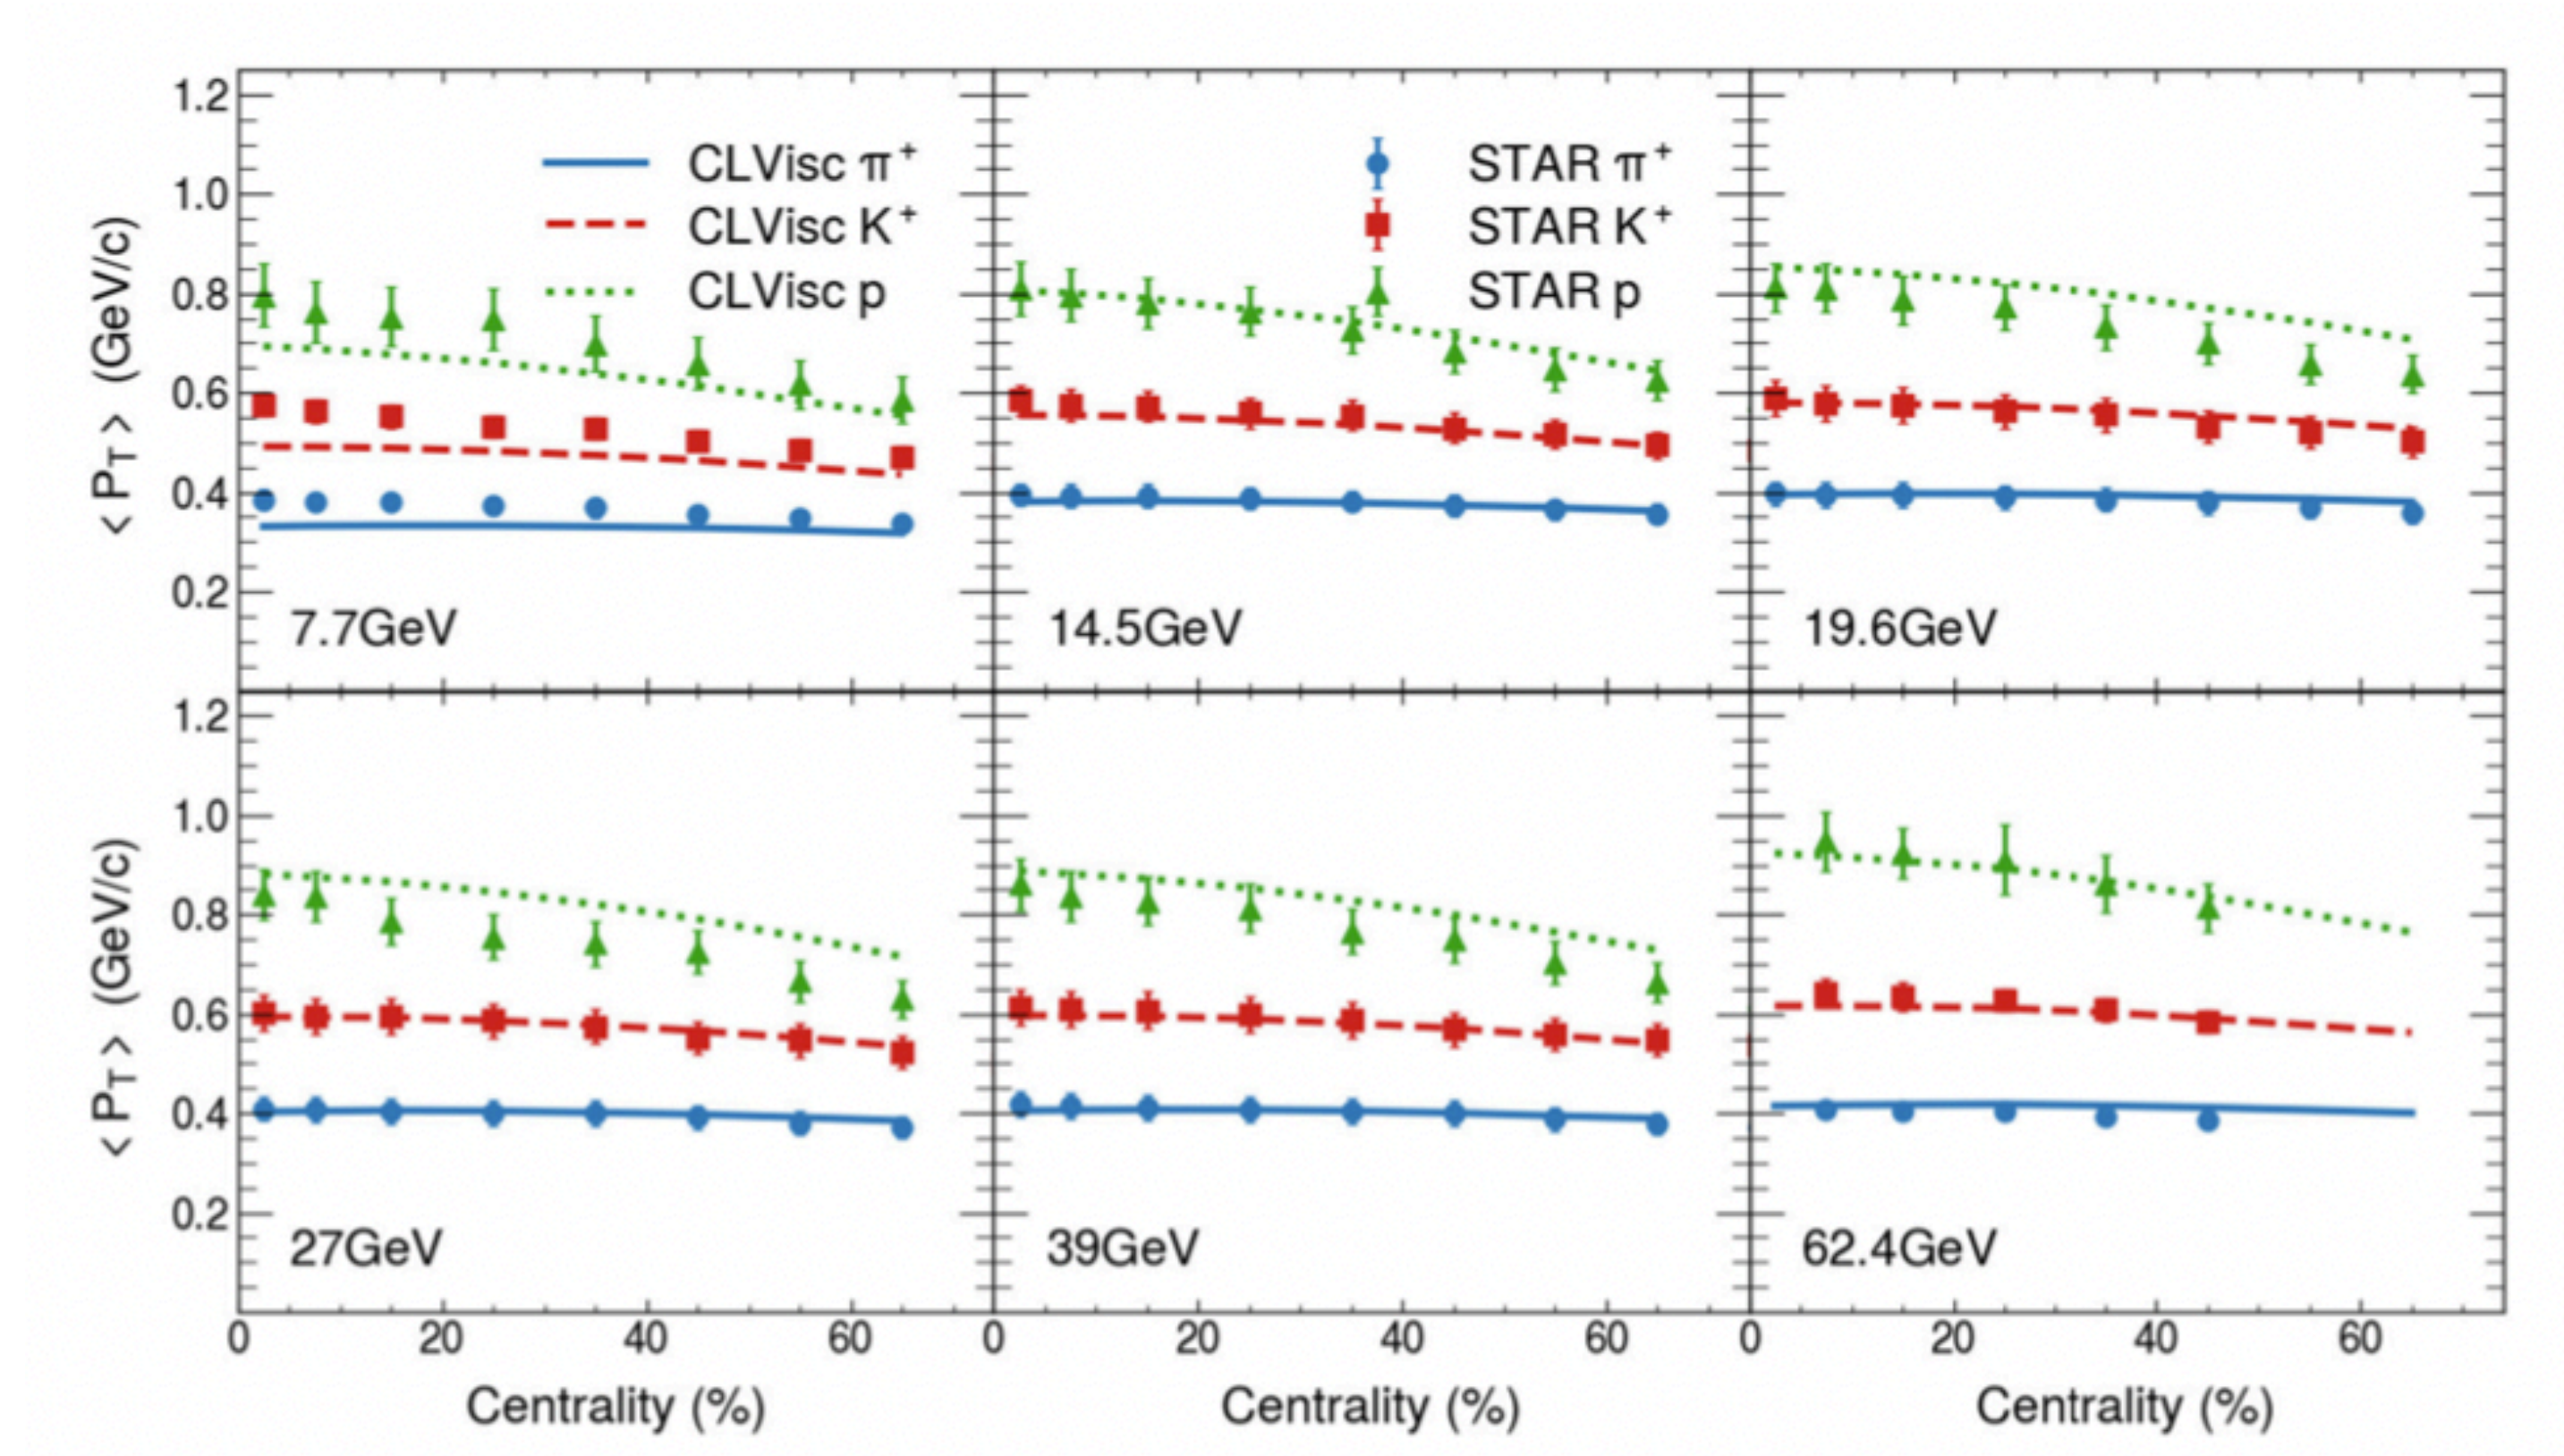 1.2
1.0
0.8
0.6
0.4
0.2
< P_T > (GeV/c)
CLVisc π⁺
CLVisc K⁺
CLVisc p
7.7GeV
STAR π⁺
STAR K⁺
STAR p
14.5GeV
19.6GeV
1.2
1.0
0.8
0.6
0.4
0.2
< P_T > (GeV/c)
27GeV
39GeV
62.4GeV
0 20 40 60
0 20 40 60
0 20 40 60
Centrality (%)
Centrality (%)
Centrality (%)